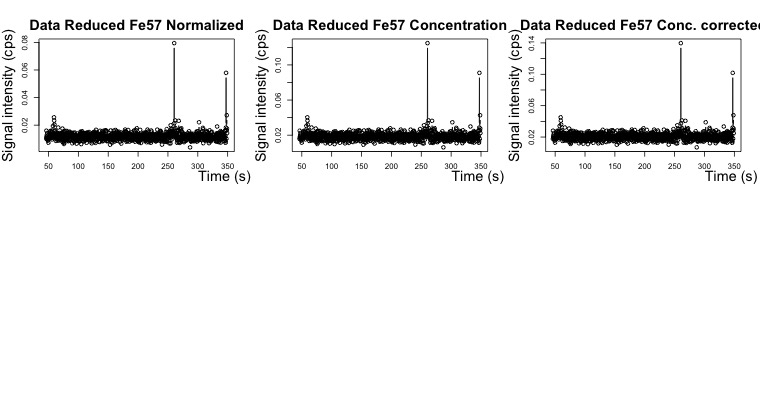 Data Reduced Fe57 Normalized
Signal intensity (cps)
0.02 0.04 0.06 0.08
50 100 150 200 250 300 350
Time (s)
Data Reduced Fe57 Concentration
Signal intensity (cps)
0.02 0.06 0.10
50 100 150 200 250 300 350
Time (s)
Data Reduced Fe57 Conc. corrected
Signal intensity (cps)
0.02 0.06 0.10 0.14
50 100 150 200 250 300 350
Time (s)